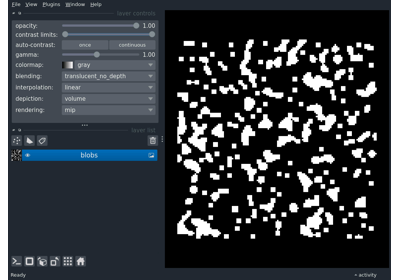 File View Plugins Window Help
layer controls
opacity: 1.00
contrast limits:
auto-contrast: once continuous
gamma: 1.00
colormap: gray
blending: translucent_no_depth
interpolation: linear
depiction: volume
rendering: mip
layer list
blobs
Ready activity